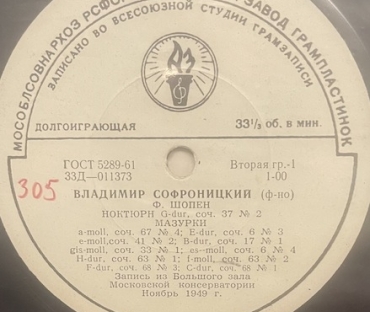 МОСОБЛСОВНАРХОЗ РСФ ЗАВОД ГРАМПЛАСТИНОК
ЗАПИСАНО ВО ВСЕСОЮЗНОЙ СТУДИИ ГРАМЗАПИСИ
ДОЛГОИГРАЮЩАЯ 33⅓ об. в мин.
ГОСТ 5289-61 Вторая гр.-I
33Д—011373 1-00
305
ВЛАДИМИР СОФРОНИЦКИЙ (ф-но)
Ф. ШОПЕН
НОКТЮРН G-dur, соч. 37 № 2
МАЗУРКИ
a-moll, соч. 67 № 4; E-dur, соч. 6 № 3
e-moll, соч. 41 № 2; B-dur, соч. 17 № 1
gis-moll, соч. 33 № 1; es-moll, соч. 6 № 4
H-dur, соч. 63 № 1; f-moll, соч. 63 № 2
F-dur, соч. 68 № 3; C-dur, соч. 68 № 1
Запись из Большого зала
Московской консерватории
Ноябрь 1949 г.